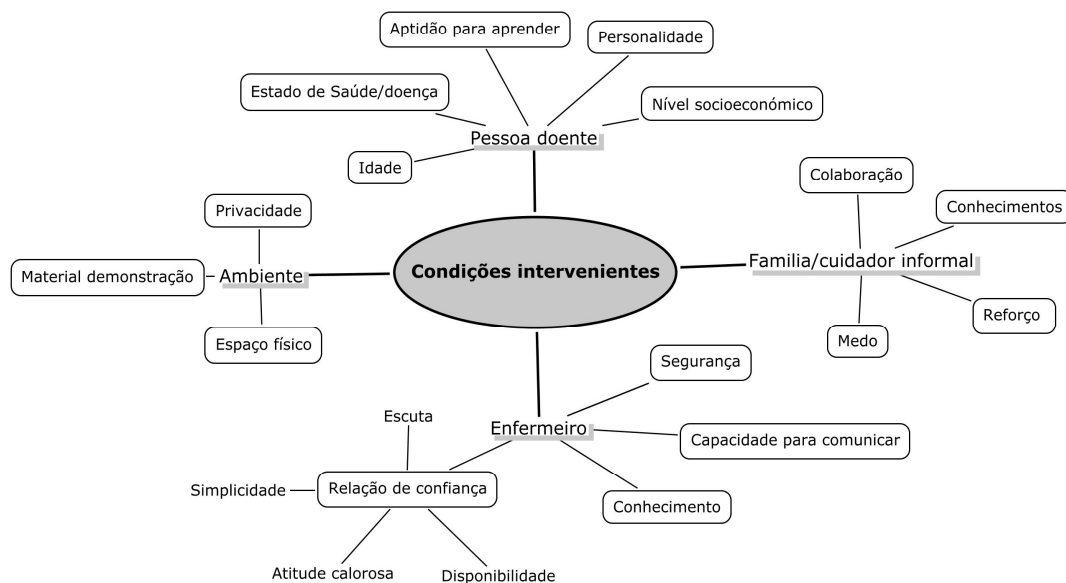 Aptidão para aprender
Personalidade
Estado de Saúde/doença
Nível socioeconómico
Pessoa doente
Idade
Colaboração
Privacidade
Conhecimentos
Condições intervenientes
Familia/cuidador informal
Material demonstração
Ambiente
Reforço
Medo
Espaço físico
Segurança
Escuta
Enfermeiro
Capacidade para comunicar
Simplicidade
Relação de confiança
Conhecimento
Atitude calorosa
Disponibilidade